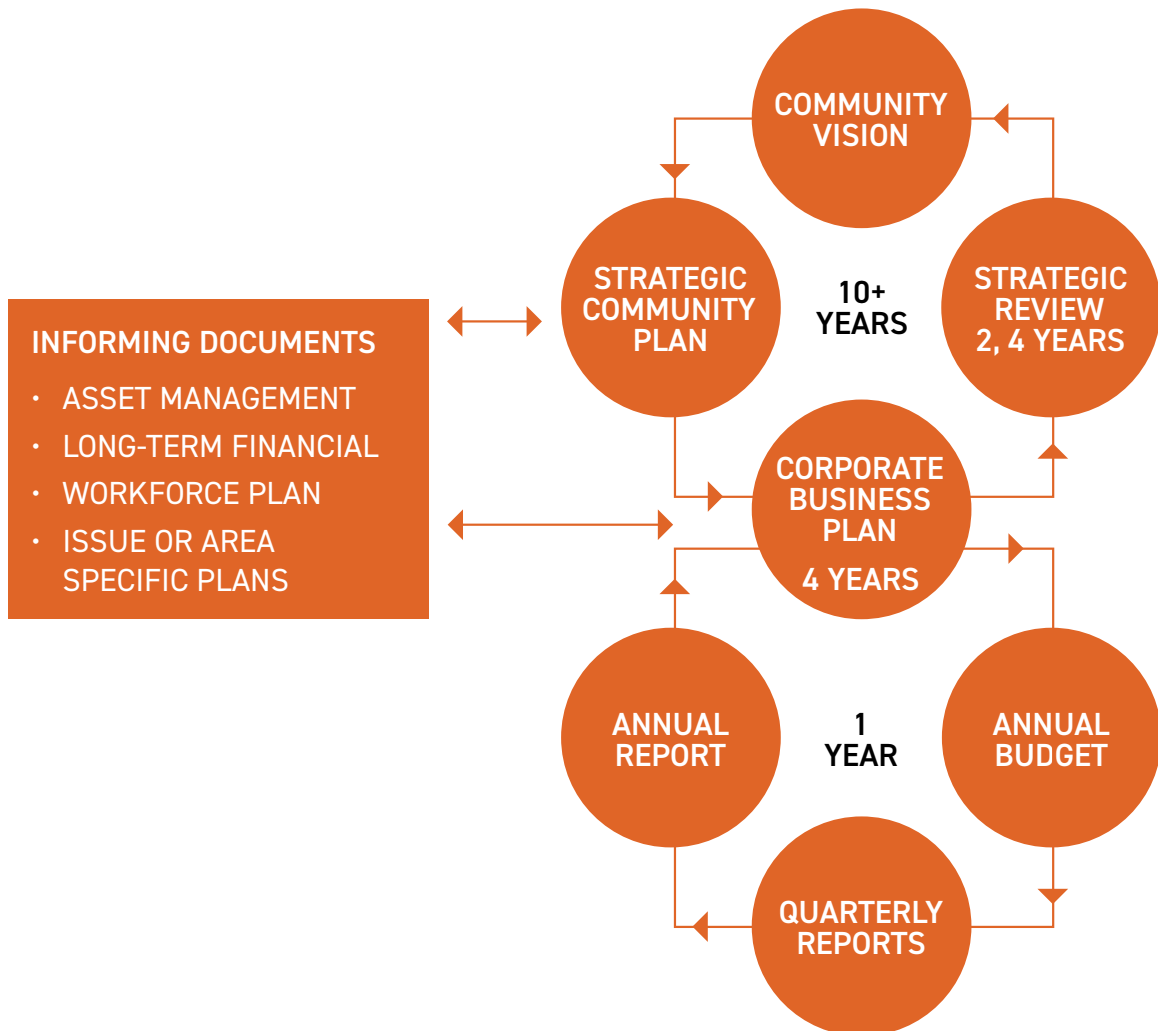 COMMUNITY
VISION
STRATEGIC
COMMUNITY
PLAN
10+
YEARS
STRATEGIC
REVIEW
2, 4 YEARS
INFORMING DOCUMENTS
• ASSET MANAGEMENT
• LONG-TERM FINANCIAL
• WORKFORCE PLAN
• ISSUE OR AREA
SPECIFIC PLANS
CORPORATE
BUSINESS
PLAN
4 YEARS
ANNUAL
REPORT
1
YEAR
ANNUAL
BUDGET
QUARTERLY
REPORTS